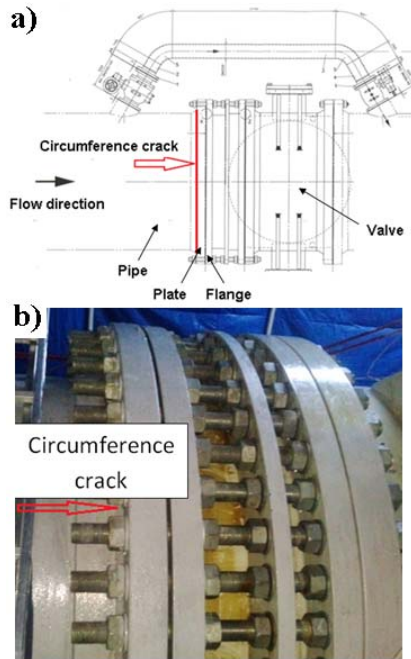 a)
Circumference crack
Flow direction
Valve
Pipe
Plate
Flange
b)
Circumference
crack